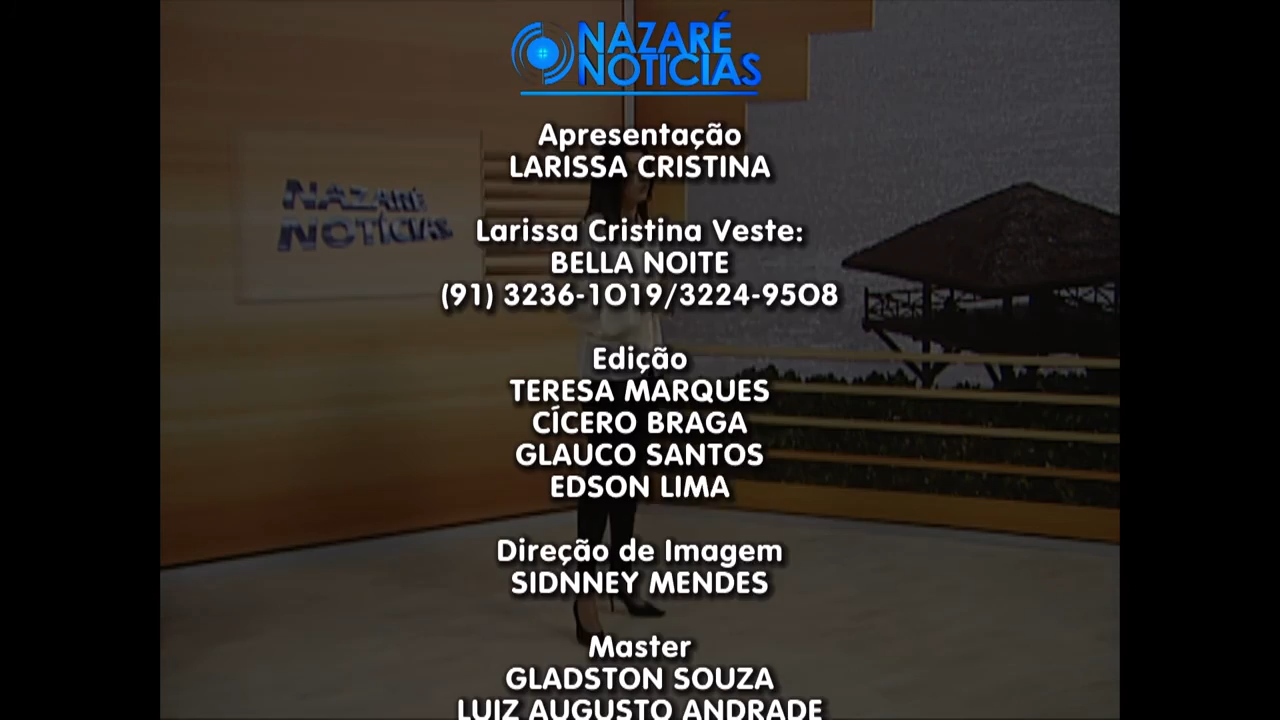 NAZARÉ
NOTÍCIAS
Apresentação
LARISSA CRISTINA
Larissa Cristina Veste:
BELLA NOITE
(91) 3236-1019/3224-9508
NAZARÉ
NOTÍCIAS
Edição
TERESA MARQUES
CÍCERO BRAGA
GLAUCO SANTOS
EDSON LIMA
Direção de Imagem
SIDNNEY MENDES
Master
GLADSTON SOUZA
LUIZ AUGUSTO ANDRADE